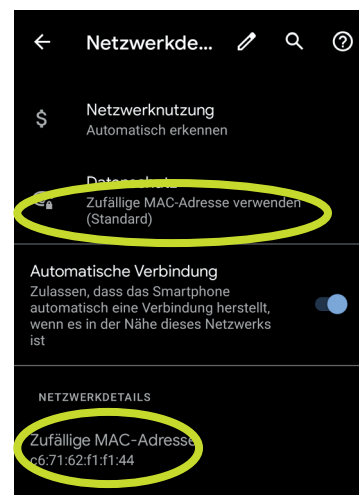 Netzwerkde...
Netzwerknutzung
Automatisch erkennen
Datenschutz
Zufällige MAC-Adresse verwenden
(Standard)
Automatische Verbindung
Zulassen, dass das Smartphone
automatisch eine Verbindung herstellt,
wenn es in der Nähe dieses Netzwerks
ist
NETZWERKDETAILS
Zufällige MAC-Adresse
c6:71:62:f1:f1:44